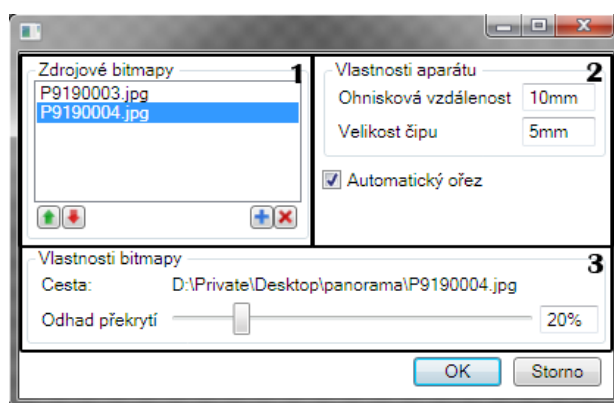 Zdrojové bitmapy
1
P9190003.jpg
P9190004.jpg
Vlastnosti aparátu
2
Ohnisková vzdálenost 10mm
Velikost čipu 5mm
Automatický ořez
Vlastnosti bitmapy
3
Cesta: D:\Private\Desktop\panorama\P9190004.jpg
Odhad překrytí 20%
OK Storno